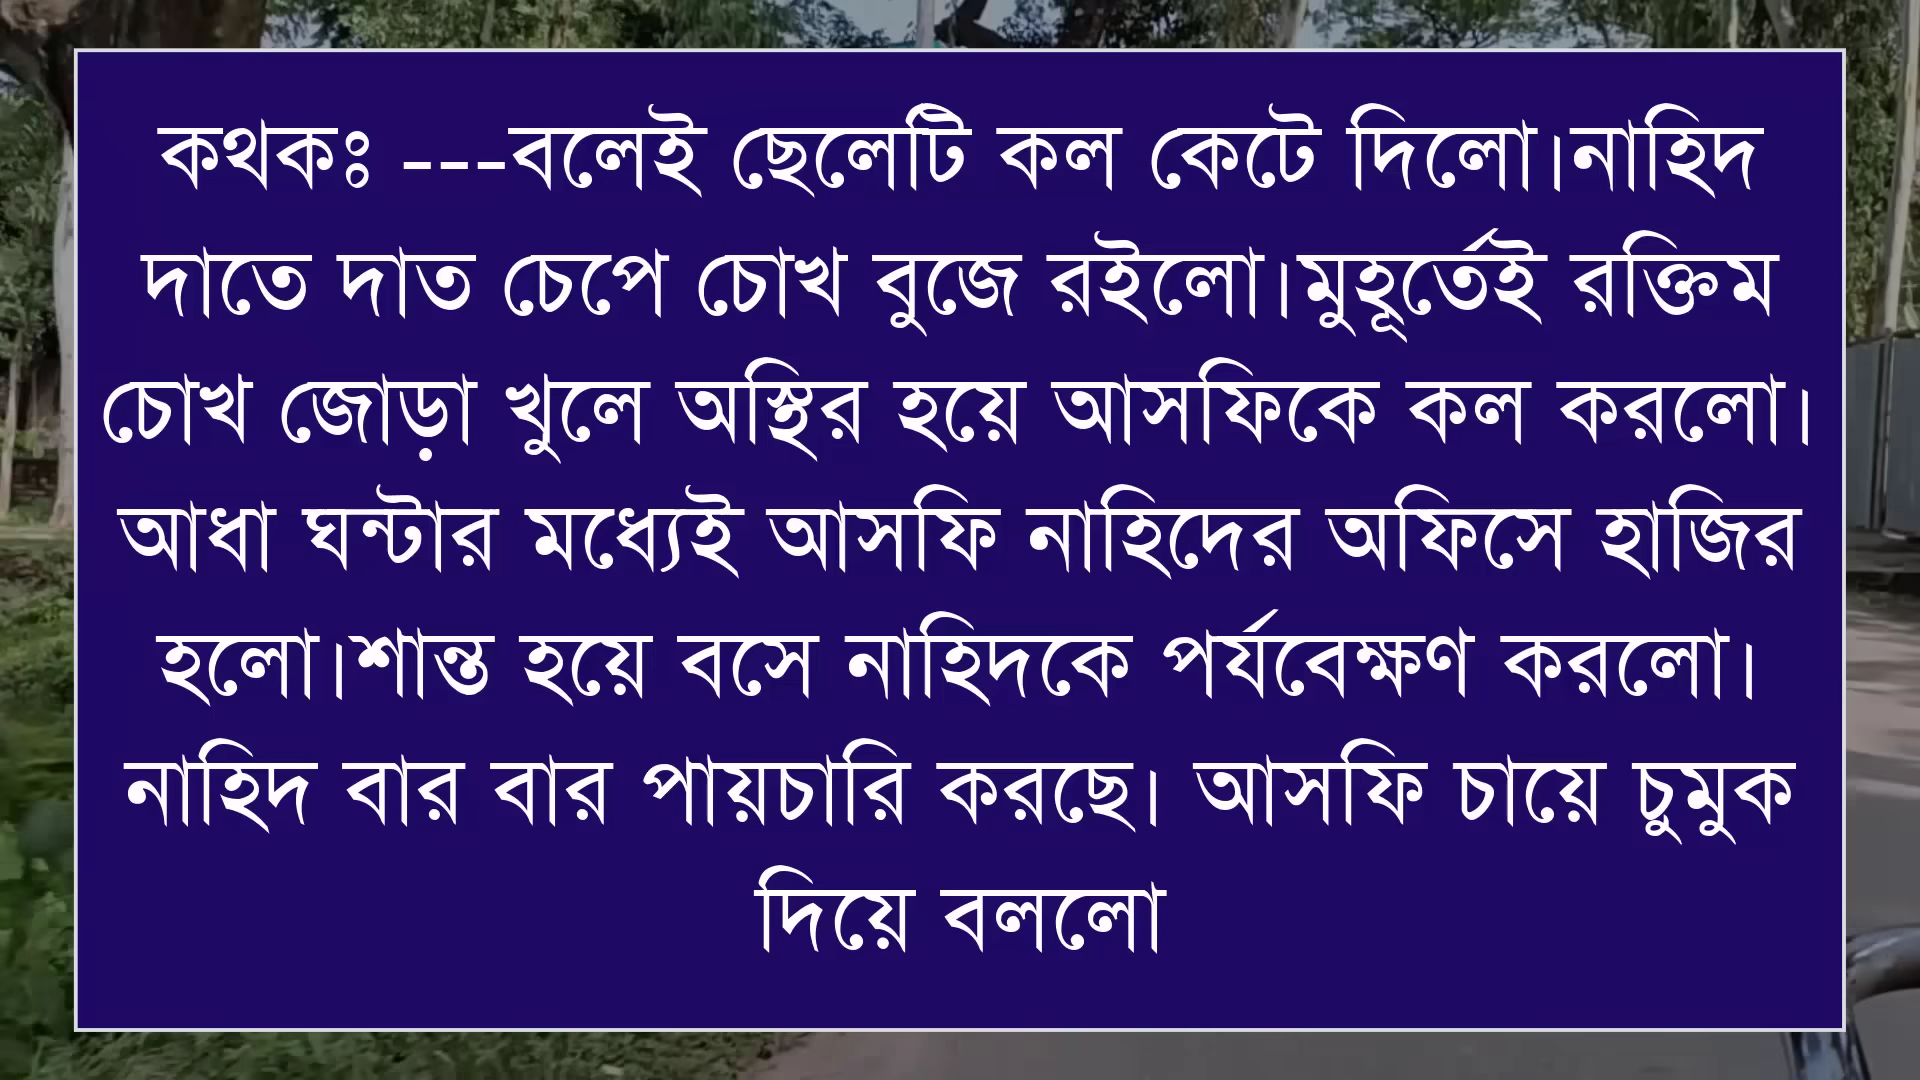 কথকঃ ---বলেই ছেলেটি কল কেটে দিলো।নাহিদ
দাতে দাত চেপে চোখ বুজে রইলো।মুহূর্তেই রক্তিম
চোখ জোড়া খুলে অস্থির হয়ে আসফিকে কল করলো।
আধা ঘন্টার মধ্যেই আসফি নাহিদের অফিসে হাজির
হলো।শান্ত হয়ে বসে নাহিদকে পর্যবেক্ষণ করলো।
নাহিদ বার বার পায়চারি করছে। আসফি চায়ে চুমুক
দিয়ে বললো